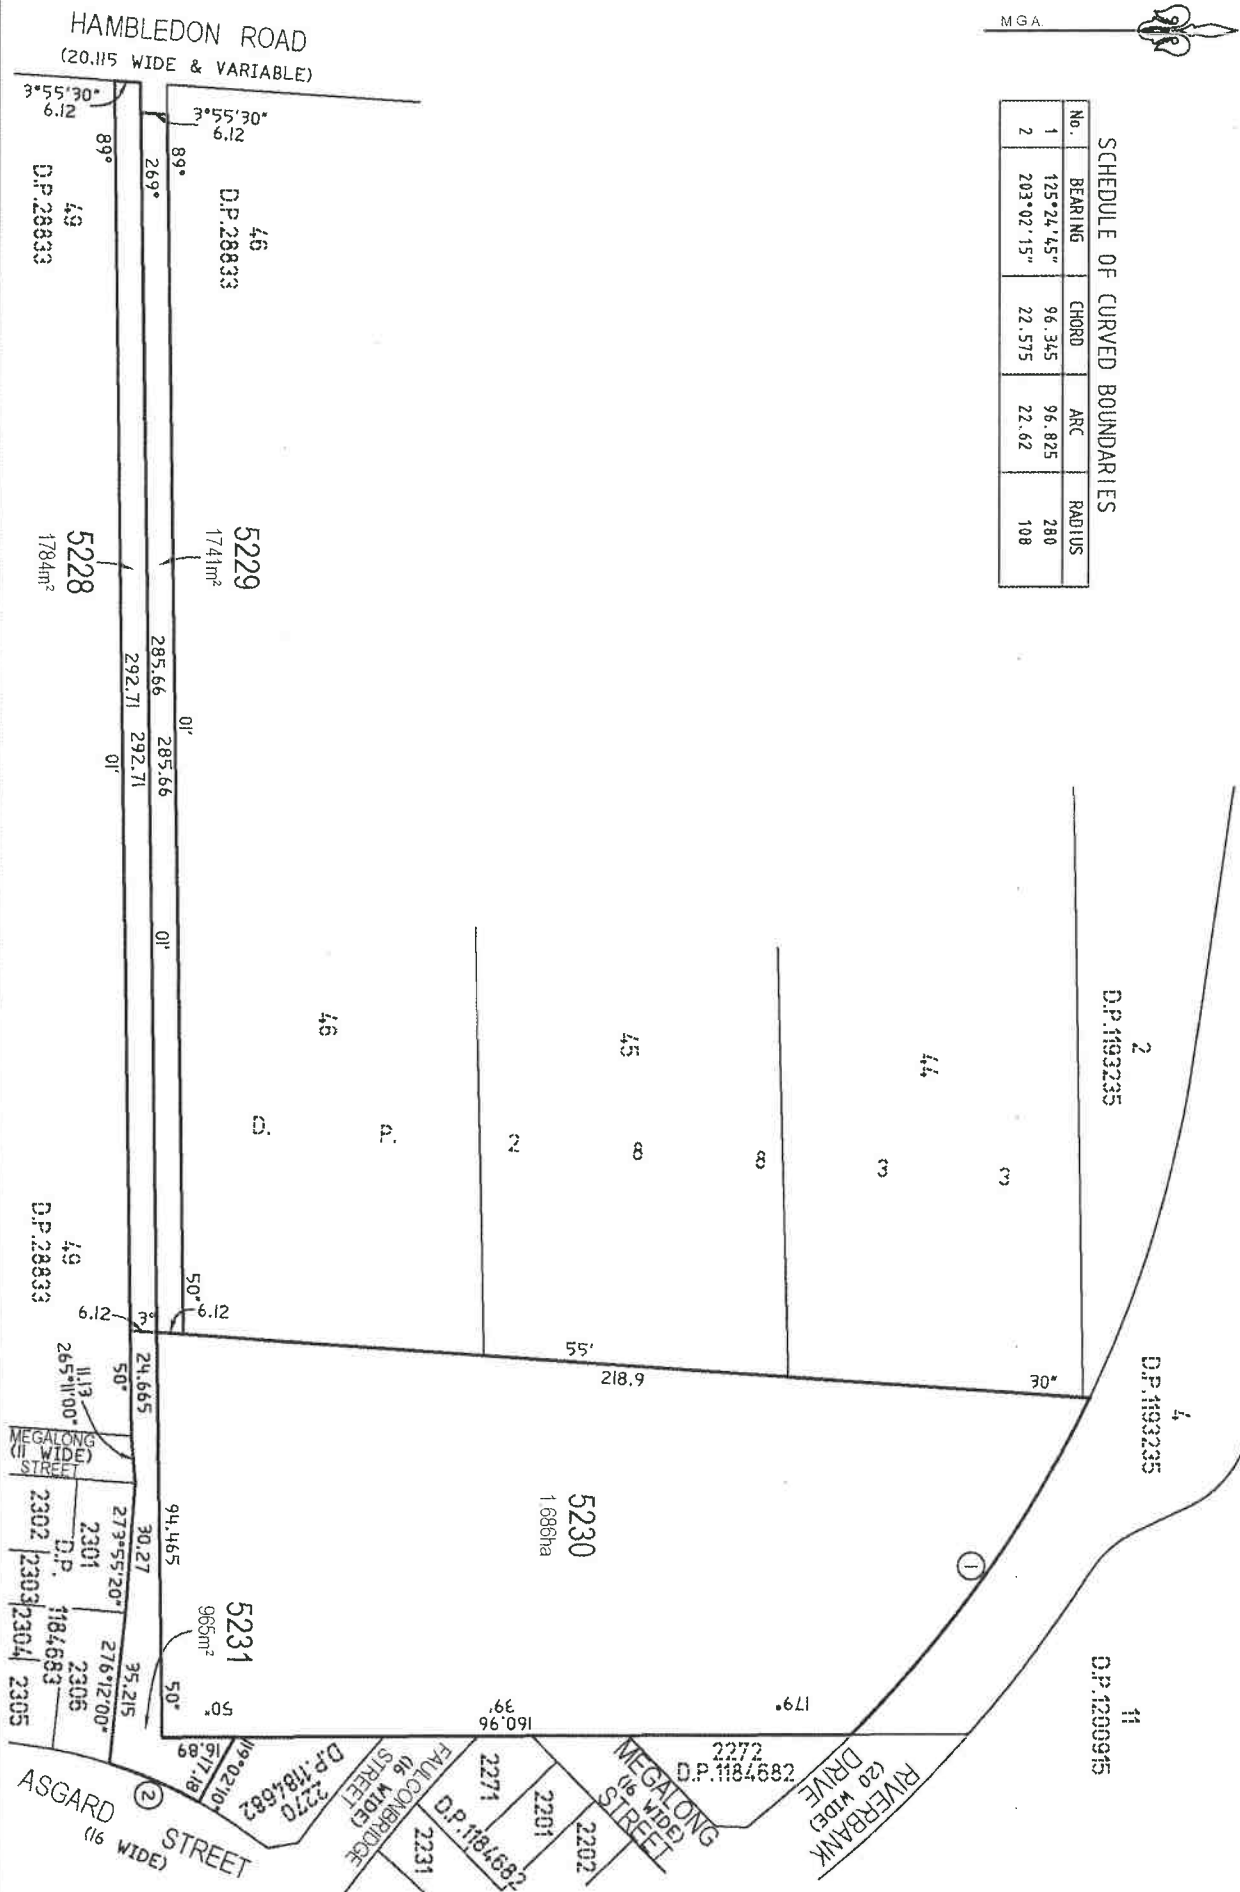 M G A
HAMBLEDON ROAD
(20.115 WIDE & VARIABLE)
SCHEDULE OF CURVED BOUNDARIES
No. BEARING CHORD ARC RADIUS
1 125°24'45" 96.345 96.825 280
2 203°02'15" 22.575 22.62 108
3°55'30"
6.12
3°55'30"
6.12
89°
269°
89°
46
D.P.28833
49
D.P.28833
5229
1741m²
5228
1784m²
285.66
285.66
292.71
292.71
01'
01'
01'
2
D.P.1193235
44
45
46
D. P. 2 8 8 3 3
4
D.P.1193235
11
D.P.1200915
49
D.P.28833
50"
6.12
6.12
3°
55'
218.9
30"
24.665
50"
11.13
265°11'00"
MEGALONG
(11 WIDE)
STREET
5230
1.686ha
1
94.465
30.27
273°55'20"
2301
2302
D.P. 1184683
2303
2304
2305
2306
276°12'00"
35.215
5231
965m²
50"
50"
39'
160.96
179°
16.89
17.18
119°02'10"
2270
D.P.1184682
FAULCONBRIDGE
(16 WIDE)
STREET
2271
D.P.1184682
2201
2202
2231
MEGALONG
(16 WIDE)
STREET
2272
D.P.1184682
RIVERBANK
(20 WIDE)
DRIVE
2
ASGARD STREET
(16 WIDE)